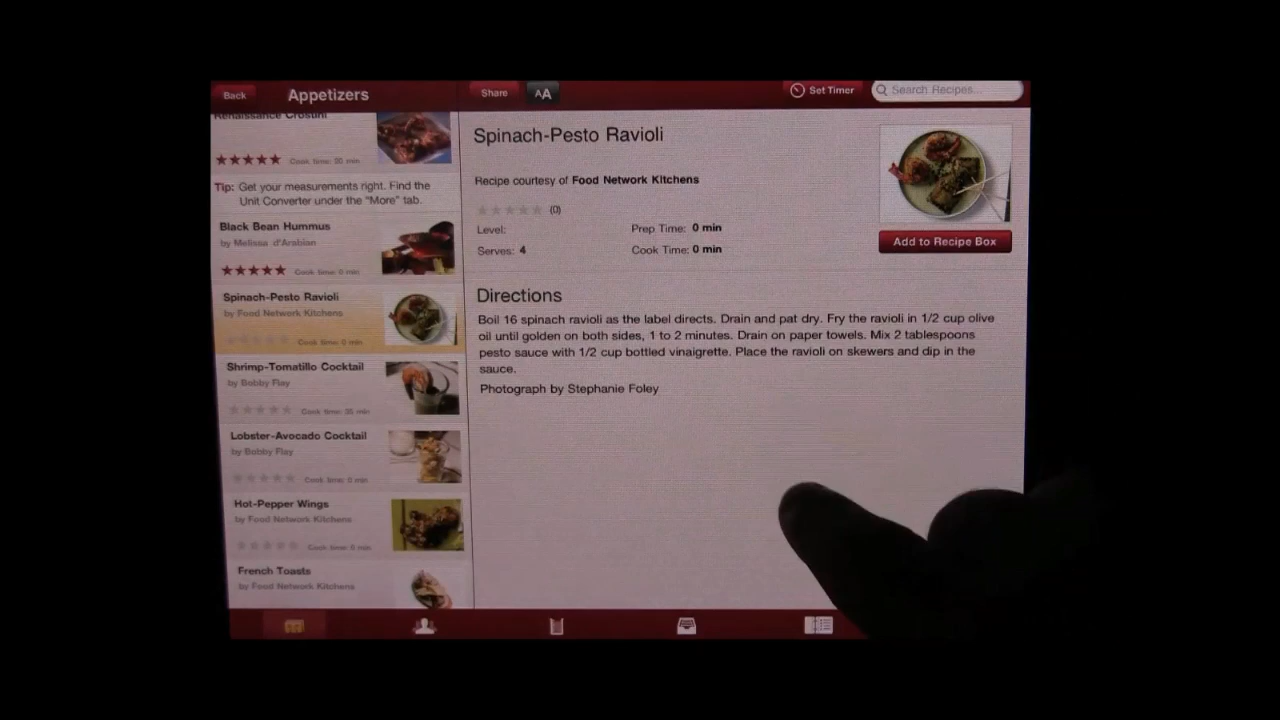 Back
Appetizers
Share
AA
Set Timer
Search Recipes...
Renaissance Crostini
Cook time: 55 min
Tip: Get your measurements right. Find the
Unit Converter under the "More" tab.
Black Bean Hummus
by Melissa d'Arabian
Cook time: 0 min
Spinach-Pesto Ravioli
by Food Network Kitchens
Cook time: 0 min
Shrimp-Tomatillo Cocktail
by Bobby Flay
Cook time: 35 min
Lobster-Avocado Cocktail
by Bobby Flay
Cook time: 0 min
Hot-Pepper Wings
by Food Network Kitchens
Cook time: 0 min
French Toasts
by Food Network Kitchens
Spinach-Pesto Ravioli
Recipe courtesy of Food Network Kitchens
(0)
Level:
Prep Time: 0 min
Serves: 4
Cook Time: 0 min
Add to Recipe Box
Directions
Boil 16 spinach ravioli as the label directs. Drain and pat dry. Fry the ravioli in 1/2 cup olive
oil until golden on both sides, 1 to 2 minutes. Drain on paper towels. Mix 2 tablespoons
pesto sauce with 1/2 cup bottled vinaigrette. Place the ravioli on skewers and dip in the
sauce.
Photograph by Stephanie Foley